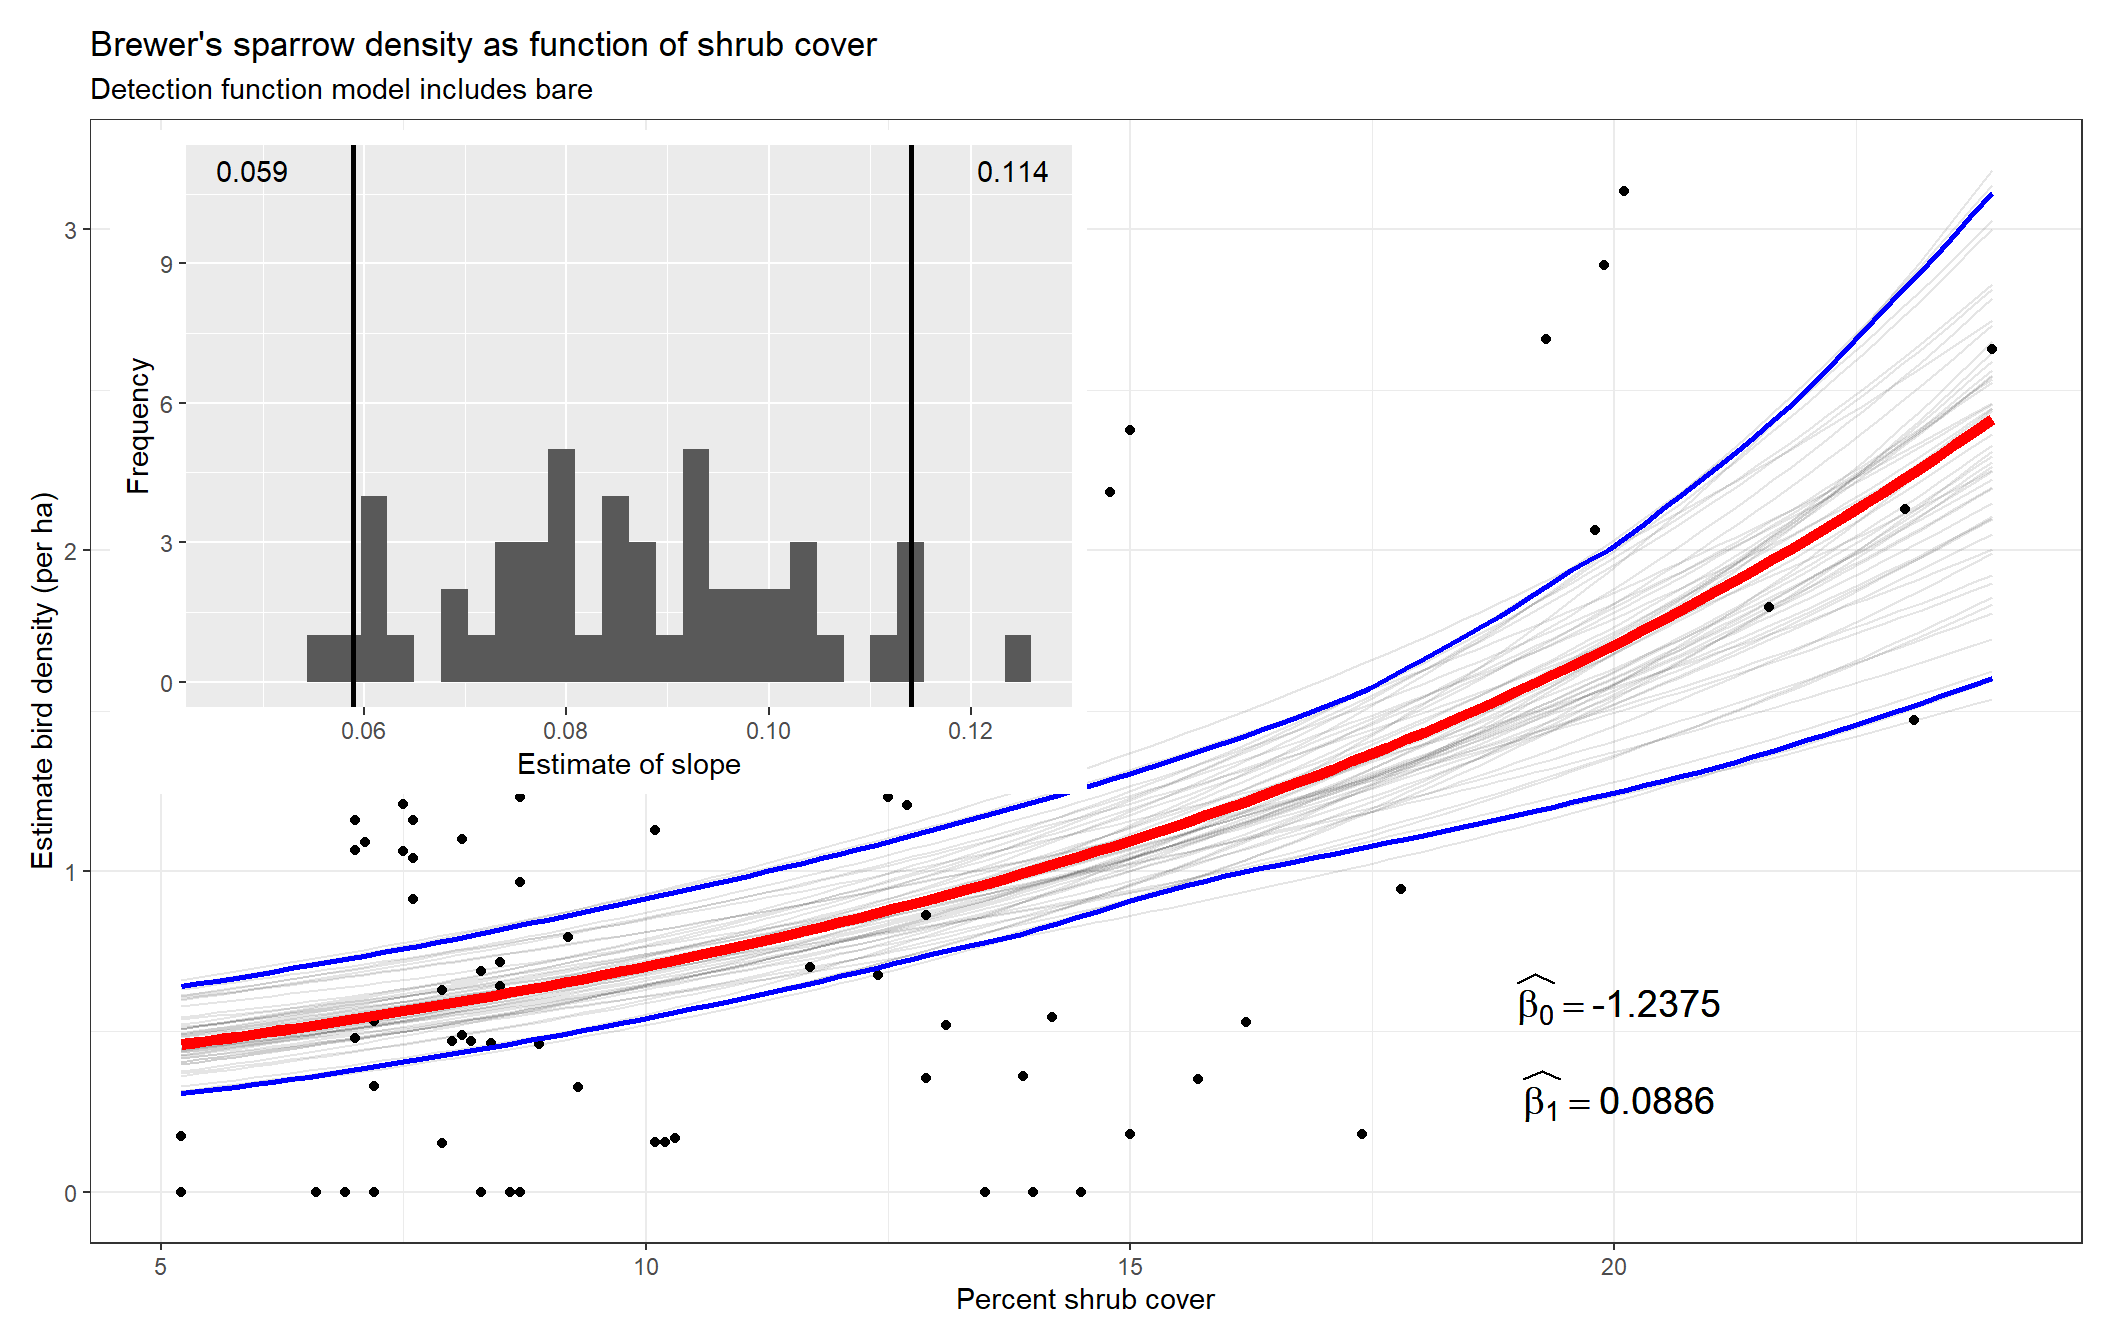 Brewer's sparrow density as function of shrub cover
Detection function model includes bare
Estimate bird density (per ha)
3
2
1
0
0.059
0.114
Frequency
9
6
3
0
0.06 0.08 0.10 0.12
Estimate of slope
β̂₀ = -1.2375
β̂₁ = 0.0886
5 10 15 20
Percent shrub cover